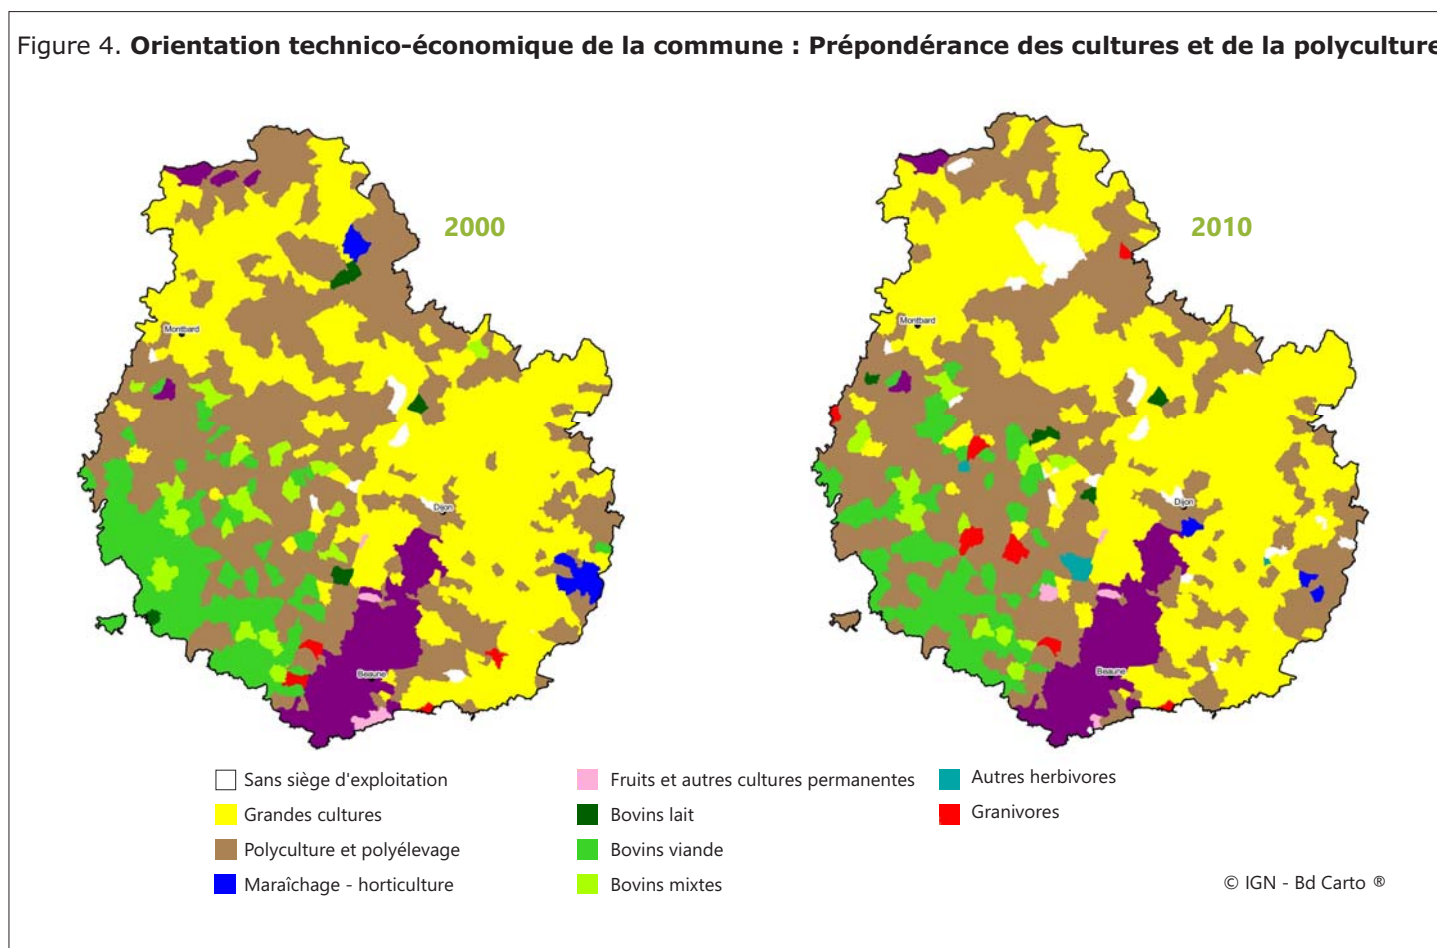 Figure 4. Orientation technico-économique de la commune : Prépondérance des cultures et de la polyculture
2000
2010
Montbard
Montbard
Dijon
Dijon
Beaune
Beaune
Sans siège d'exploitation
Grandes cultures
Polyculture et polyélevage
Maraîchage - horticulture
Fruits et autres cultures permanentes
Bovins lait
Bovins viande
Bovins mixtes
Autres herbivores
Granivores
© IGN - Bd Carto ®